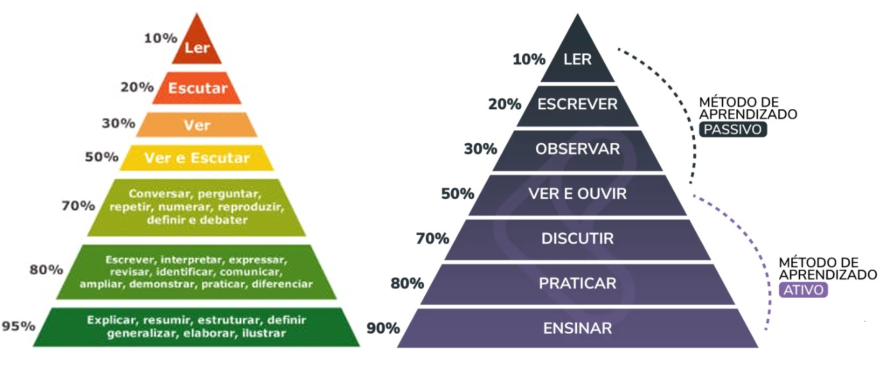 10%
Ler
20%
Escutar
30%
Ver
50%
Ver e Escutar
70%
Conversar, perguntar,
repetir, numerar, reproduzir,
definir e debater
80%
Escrever, interpretar, expressar,
revisar, identificar, comunicar,
ampliar, demonstrar, praticar, diferenciar
95%
Explicar, resumir, estruturar, definir
generalizar, elaborar, ilustrar
10%
LER
20%
ESCREVER
30%
OBSERVAR
50%
VER E OUVIR
70%
DISCUTIR
80%
PRATICAR
90%
ENSINAR
MÉTODO DE
APRENDIZADO
PASSIVO
MÉTODO DE
APRENDIZADO
ATIVO